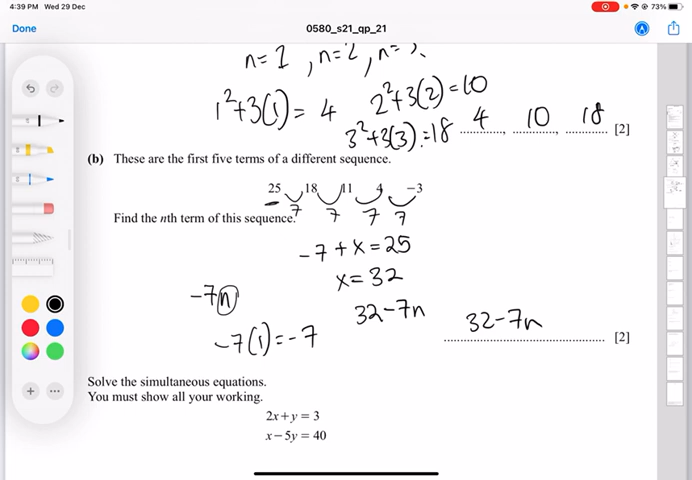 4:39 PM Wed 29 Dec
73%
Done
0580_s21_qp_21
n=1 , n=2 , n=3.
1²+3(1) = 4 2²+3(2)=10
3²+3(3)=18 4 , 10 , 18 [2]
(b) These are the first five terms of a different sequence.
25 18 11 4 −3
7 7 7 7
Find the nth term of this sequence.
-7+x=25
x=32
-7n 32-7n 32-7n
-7(1)=-7
[2]
Solve the simultaneous equations.
You must show all your working.
2x+y = 3
x−5y = 40